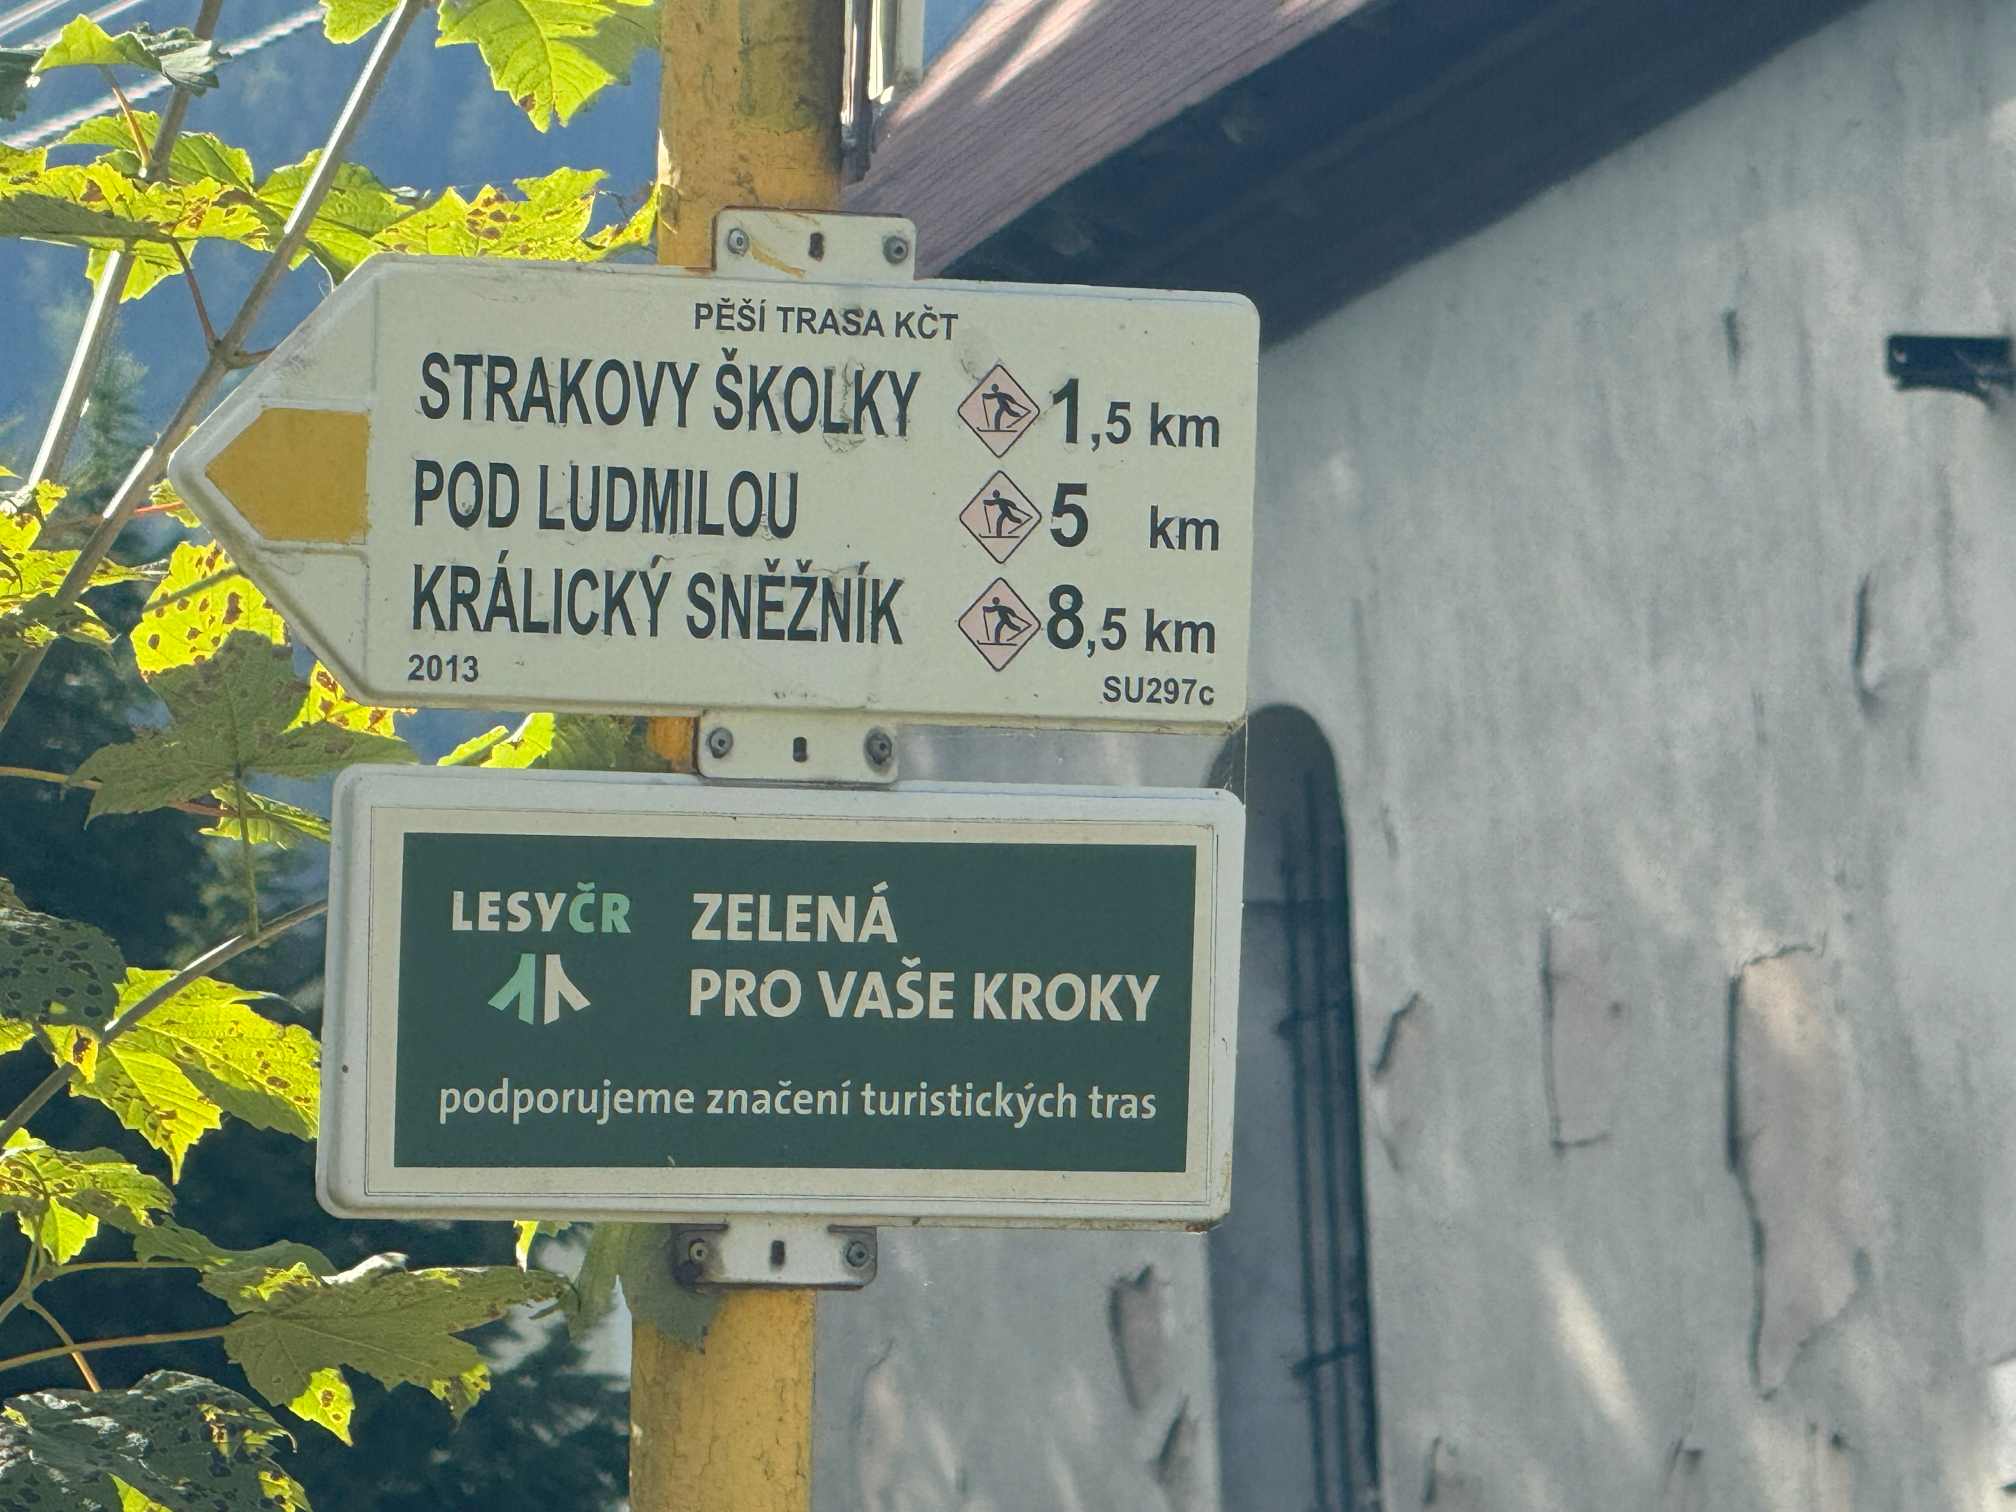 PĚŠÍ TRASA KČT
STRAKOVY ŠKOLKY 1,5 km
POD LUDMILOU 5 km
KRÁLICKÝ SNĚŽNÍK 8,5 km
2013 SU297c
LESYČR ZELENÁ
PRO VAŠE KROKY
podporujeme značení turistických tras